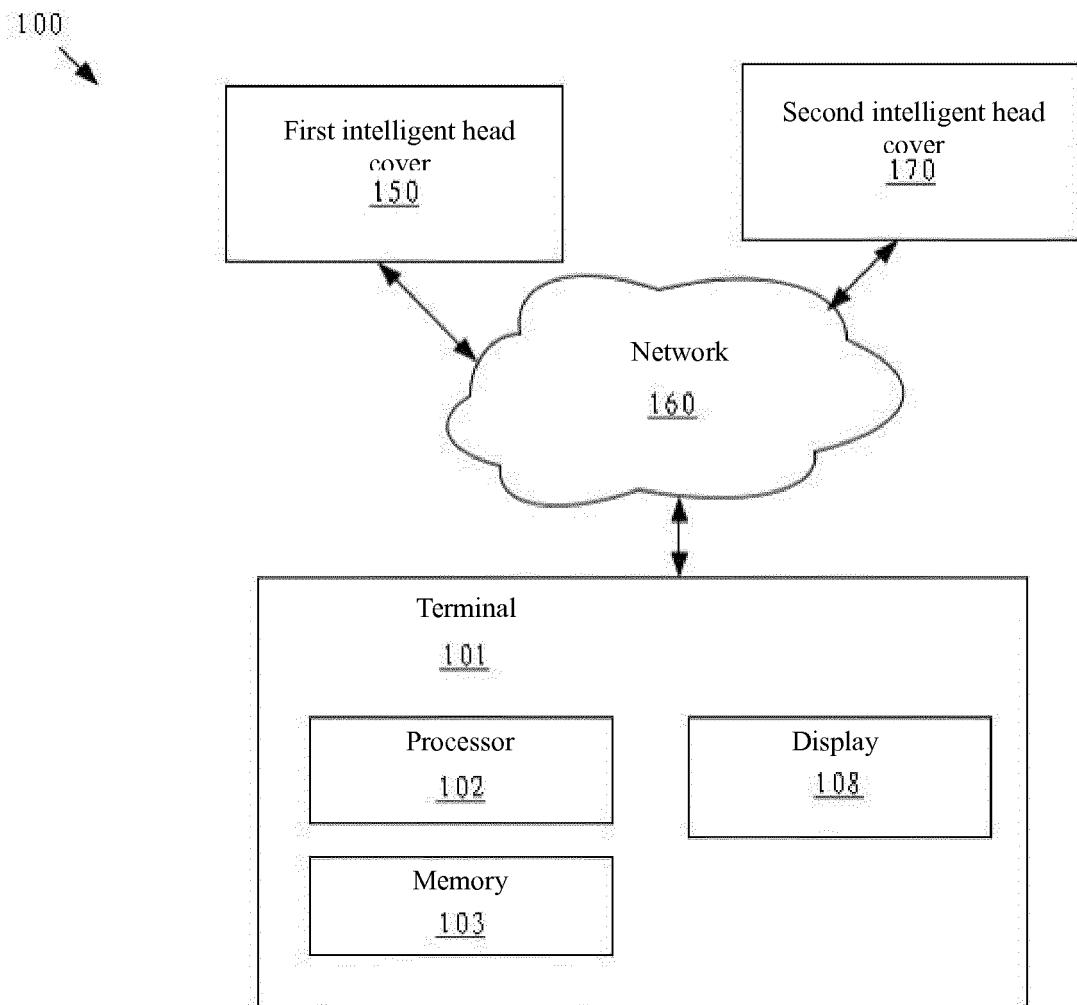 100
First intelligent head
cover
150
Second intelligent head
cover
170
Network
160
Terminal
101
Processor
102
Display
108
Memory
103